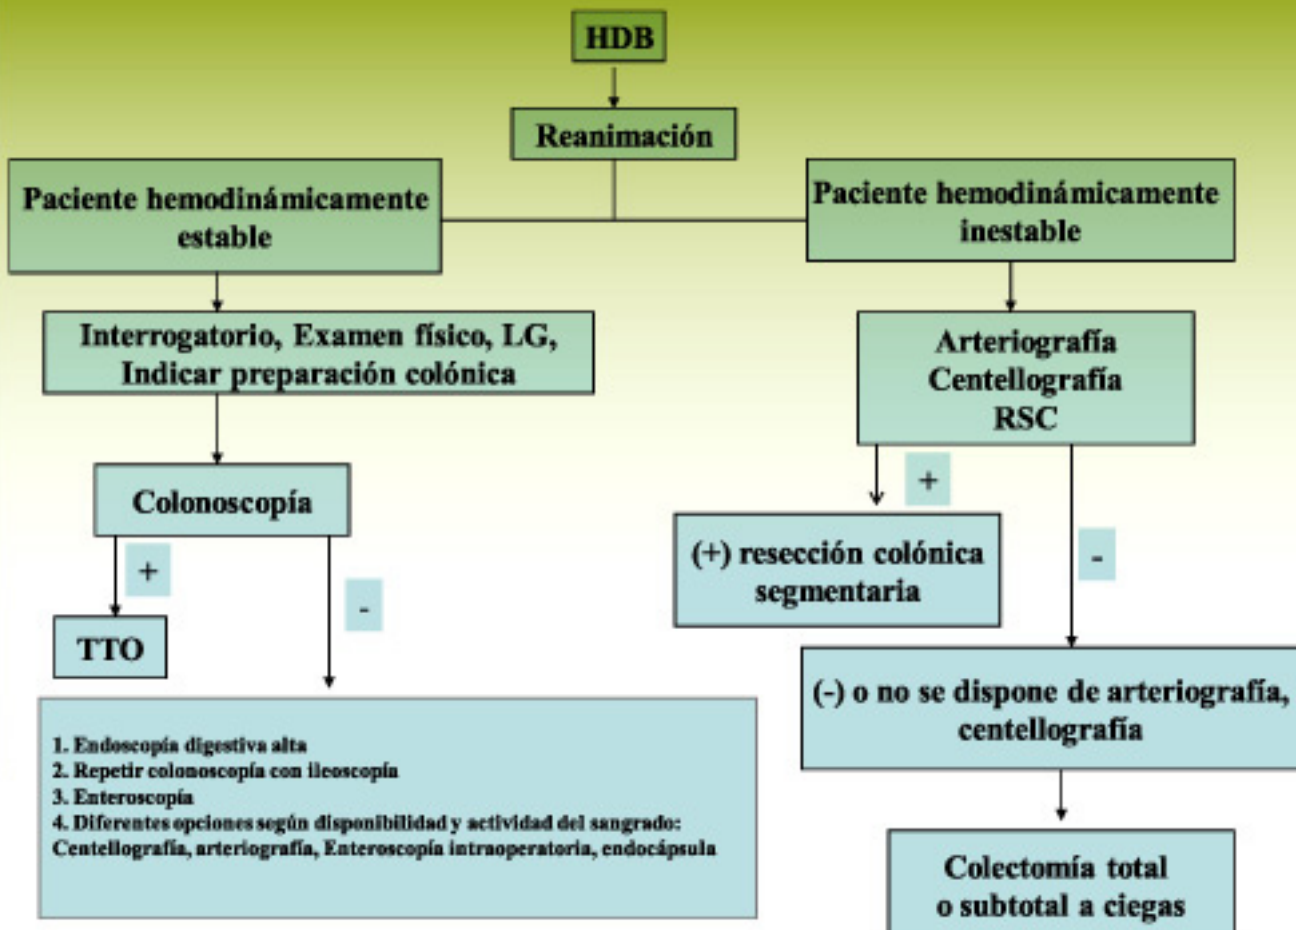 HDB
Reanimación
Paciente hemodinámicamente
estable
Paciente hemodinámicamente
inestable
Interrogatorio, Examen físico, LG,
Indicar preparación colónica
Arteriografía
Centellografía
RSC
Colonoscopía
+
-
TTO
+
-
(+) resección colónica
segmentaria
1. Endoscopía digestiva alta
2. Repetir colonoscopía con ileoscopía
3. Enteroscopía
4. Diferentes opciones según disponibilidad y actividad del sangrado:
Centellografía, arteriografía, Enteroscopía intraoperatoria, endocápsula
(-) o no se dispone de arteriografía,
centellografía
Colectomía total
o subtotal a ciegas